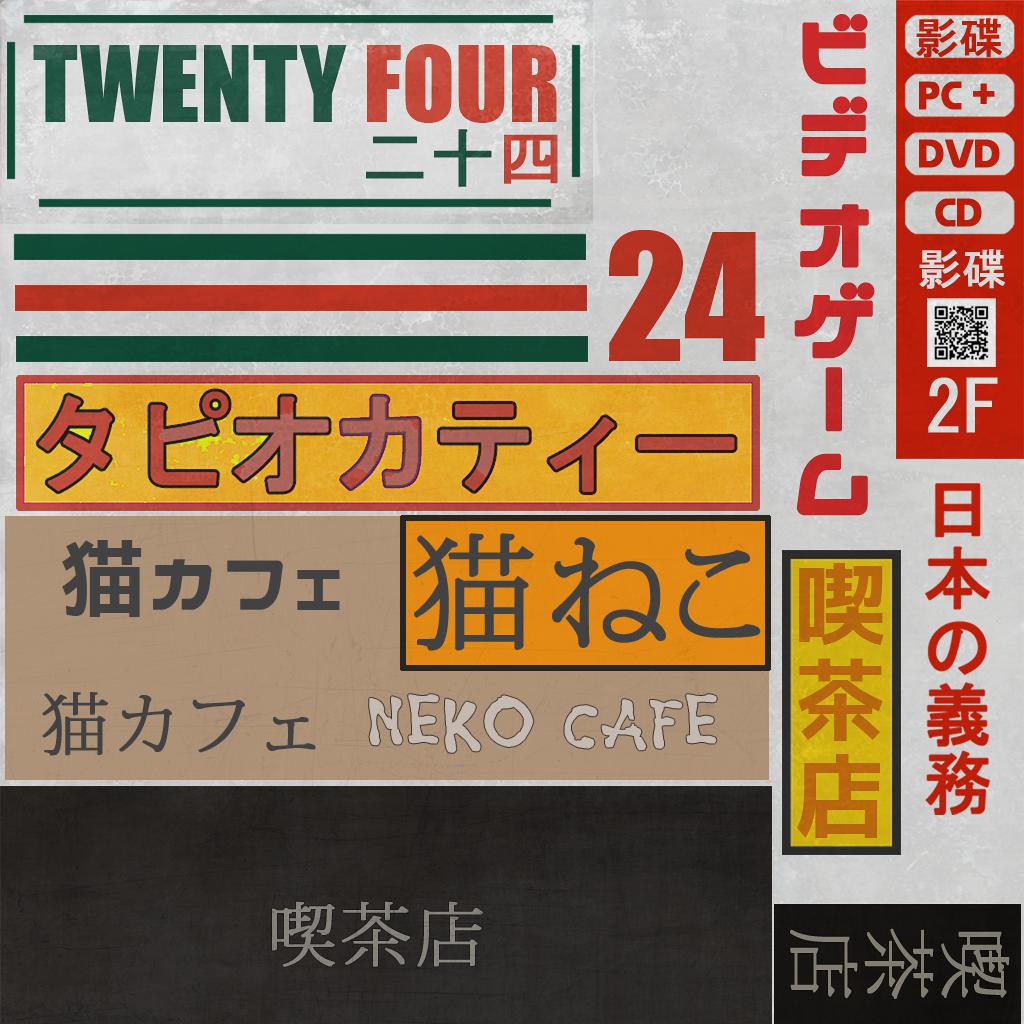 TWENTY FOUR
二十四
24
ビデオゲーム
影碟
PC +
DVD
CD
影碟
2F
タピオカティー
猫カフェ
猫ねこ
猫カフェ
NEKO CAFE
喫茶店
日本の義務
喫茶店
喫茶店